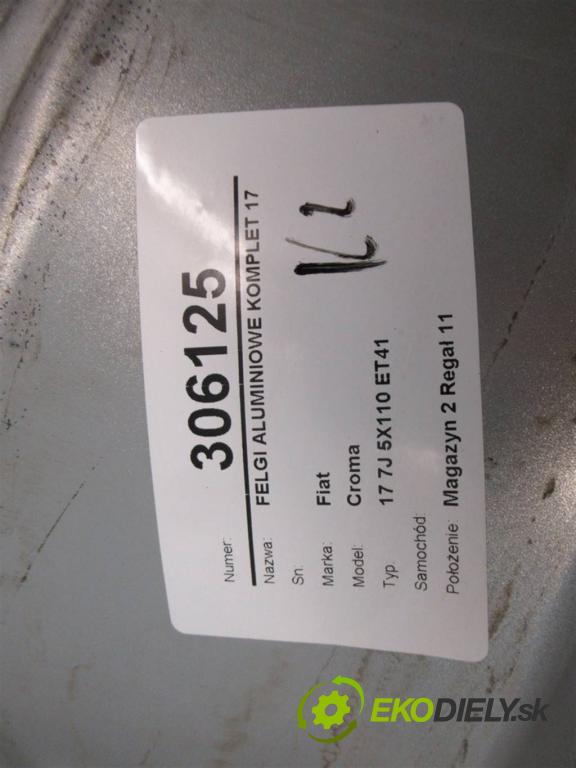 Numer: 306125
Nazwa: FELGI ALUMINIOWE KOMPLET 17
Sn:
Marka: Fiat
Model: Croma
Typ. 17 7J 5X110 ET41
Samochód:
Położenie: Magazyn 2 Regał 11
EKODIELY.sk